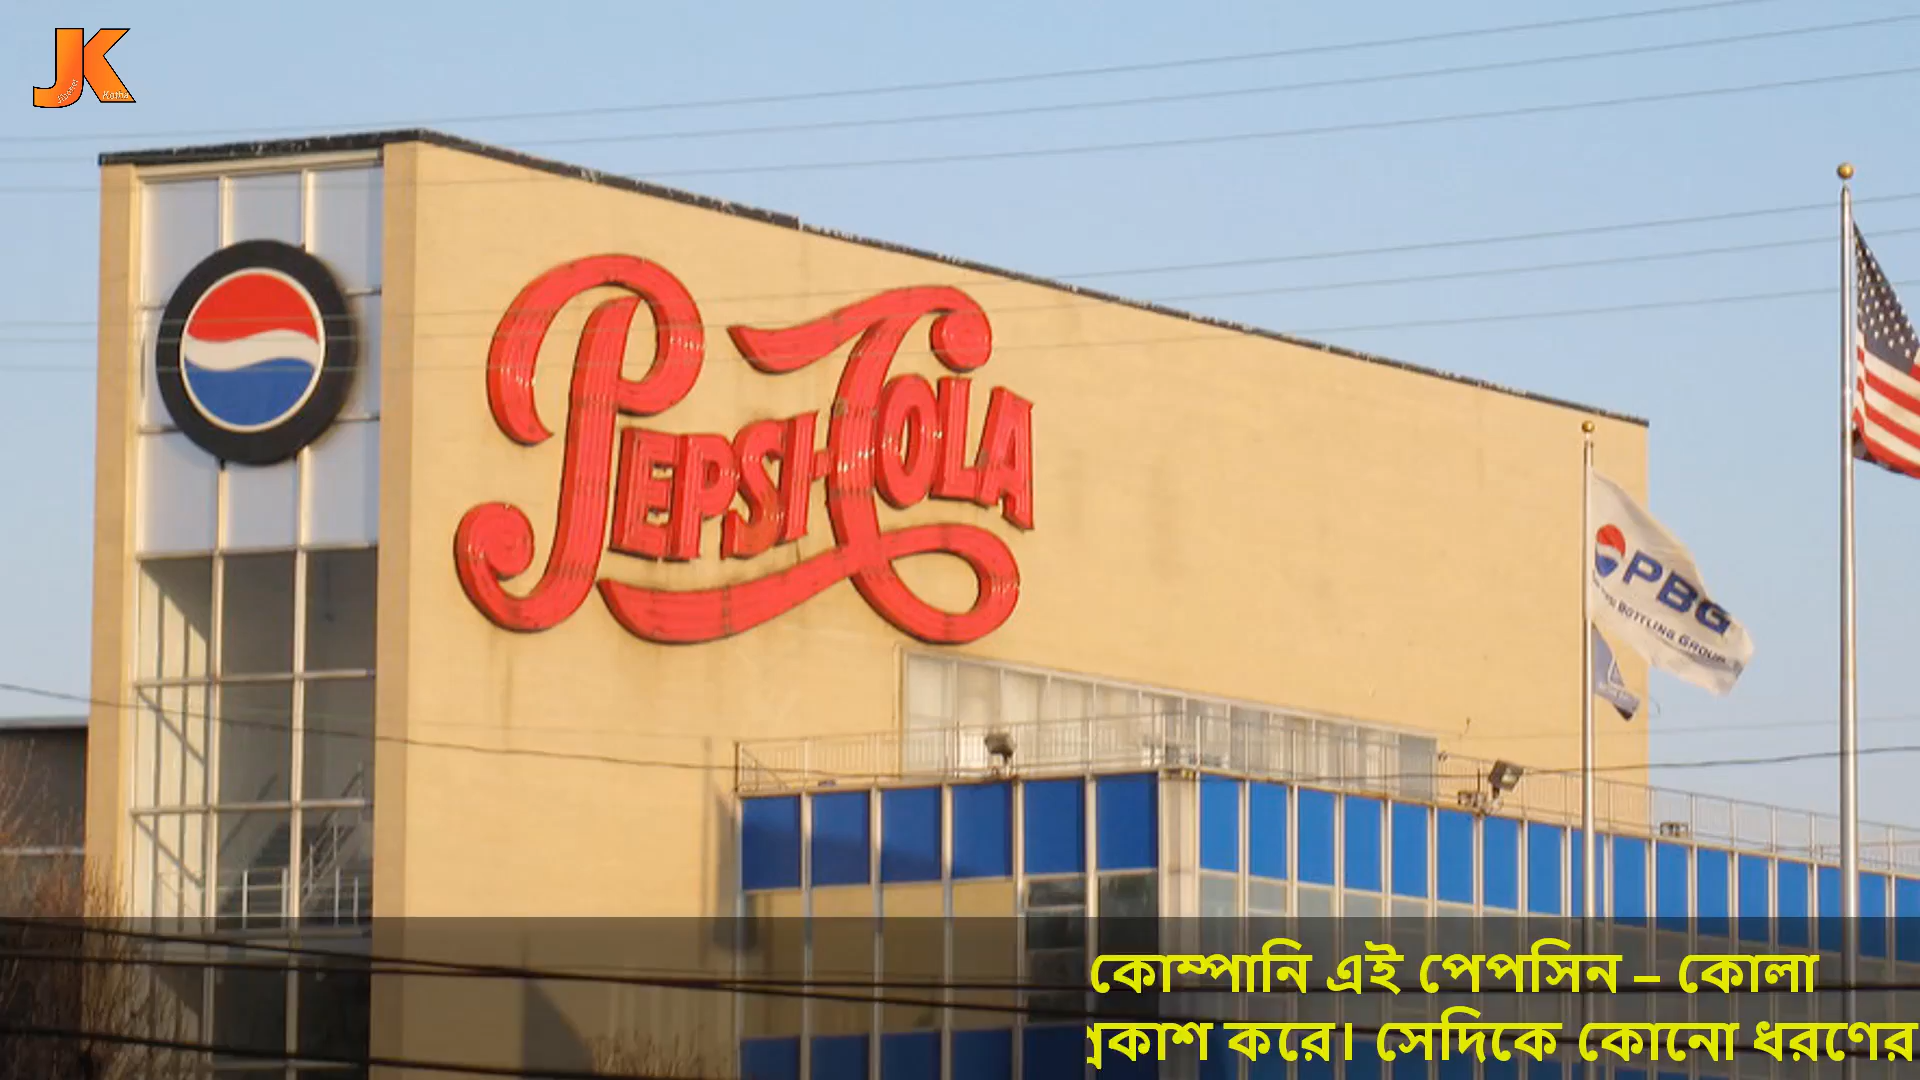 JK
PEPSI-COLA
PBG
BOTTLING GROUP
কোম্পানি এই পেপসিন – কোলা
করে। সেদিকে কোনো ধরণের